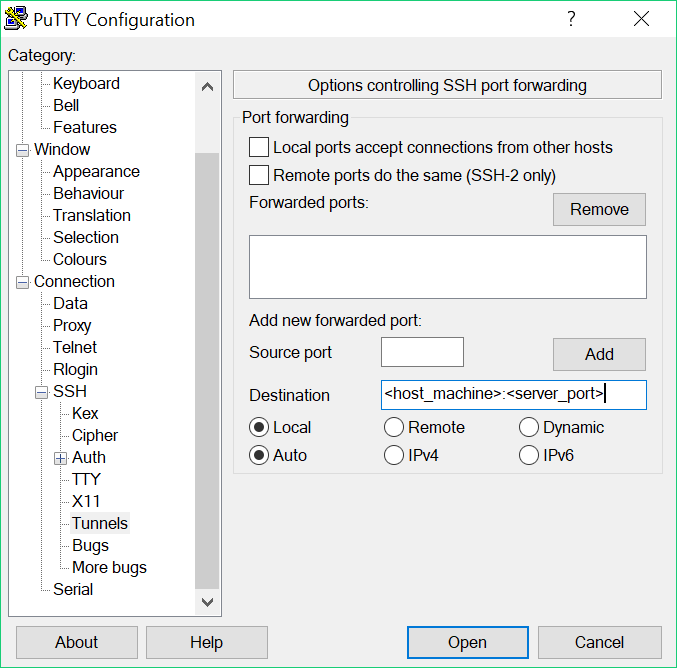 PuTTY Configuration
?
Category:
Keyboard
Bell
Features
Window
Appearance
Behaviour
Translation
Selection
Colours
Connection
Data
Proxy
Telnet
Rlogin
SSH
Kex
Cipher
Auth
TTY
X11
Tunnels
Bugs
More bugs
Serial
Options controlling SSH port forwarding
Port forwarding
Local ports accept connections from other hosts
Remote ports do the same (SSH-2 only)
Forwarded ports:
Remove
Add new forwarded port:
Source port
Add
Destination <host_machine>:<server_port>
Local Remote Dynamic
Auto IPv4 IPv6
About Help Open Cancel